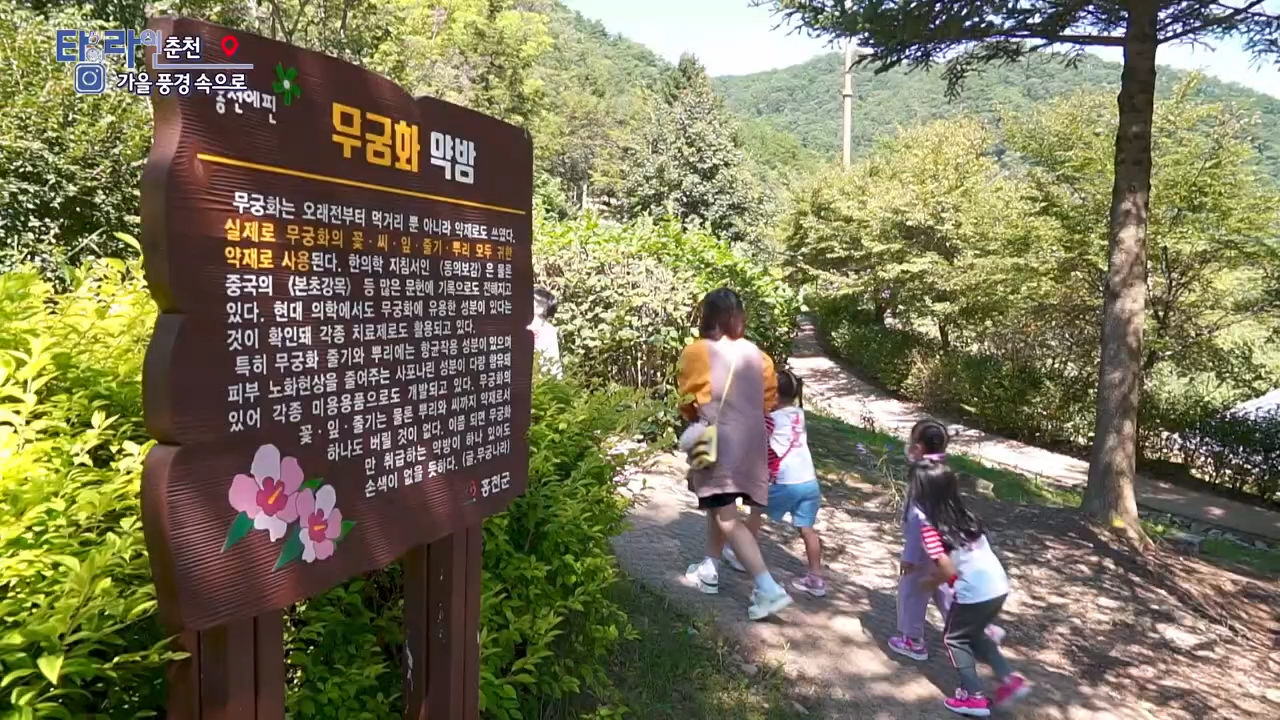 타임라인 춘천
가을 풍경 속으로
홍천에핀
무궁화 약밤
무궁화는 오래전부터 먹거리 뿐 아니라 약재로도 쓰였다.
실제로 무궁화의 꽃·씨·잎·줄기·뿌리 모두 귀한
약재로 사용된다. 한의학 지침서인 〈동의보감〉은 물론
중국의 〈본초강목〉 등 많은 문헌에 기록으로도 전해지고
있다. 현대 의학에서도 무궁화에 유용한 성분이 있다는
것이 확인돼 각종 치료제로도 활용되고 있다.
특히 무궁화 줄기와 뿌리에는 항균작용 성분이 있으며
피부 노화현상을 줄여주는 사포나린 성분이 다량 함유돼
있어 각종 미용용품으로도 개발되고 있다. 무궁화의
꽃·잎·줄기는 물론 뿌리와 씨까지 약재로서
하나도 버릴 것이 없다. 이쯤 되면 무궁화
만 취급하는 약방이 하나 있어도
손색이 없을 듯하다. (글.무궁나라)
홍천군